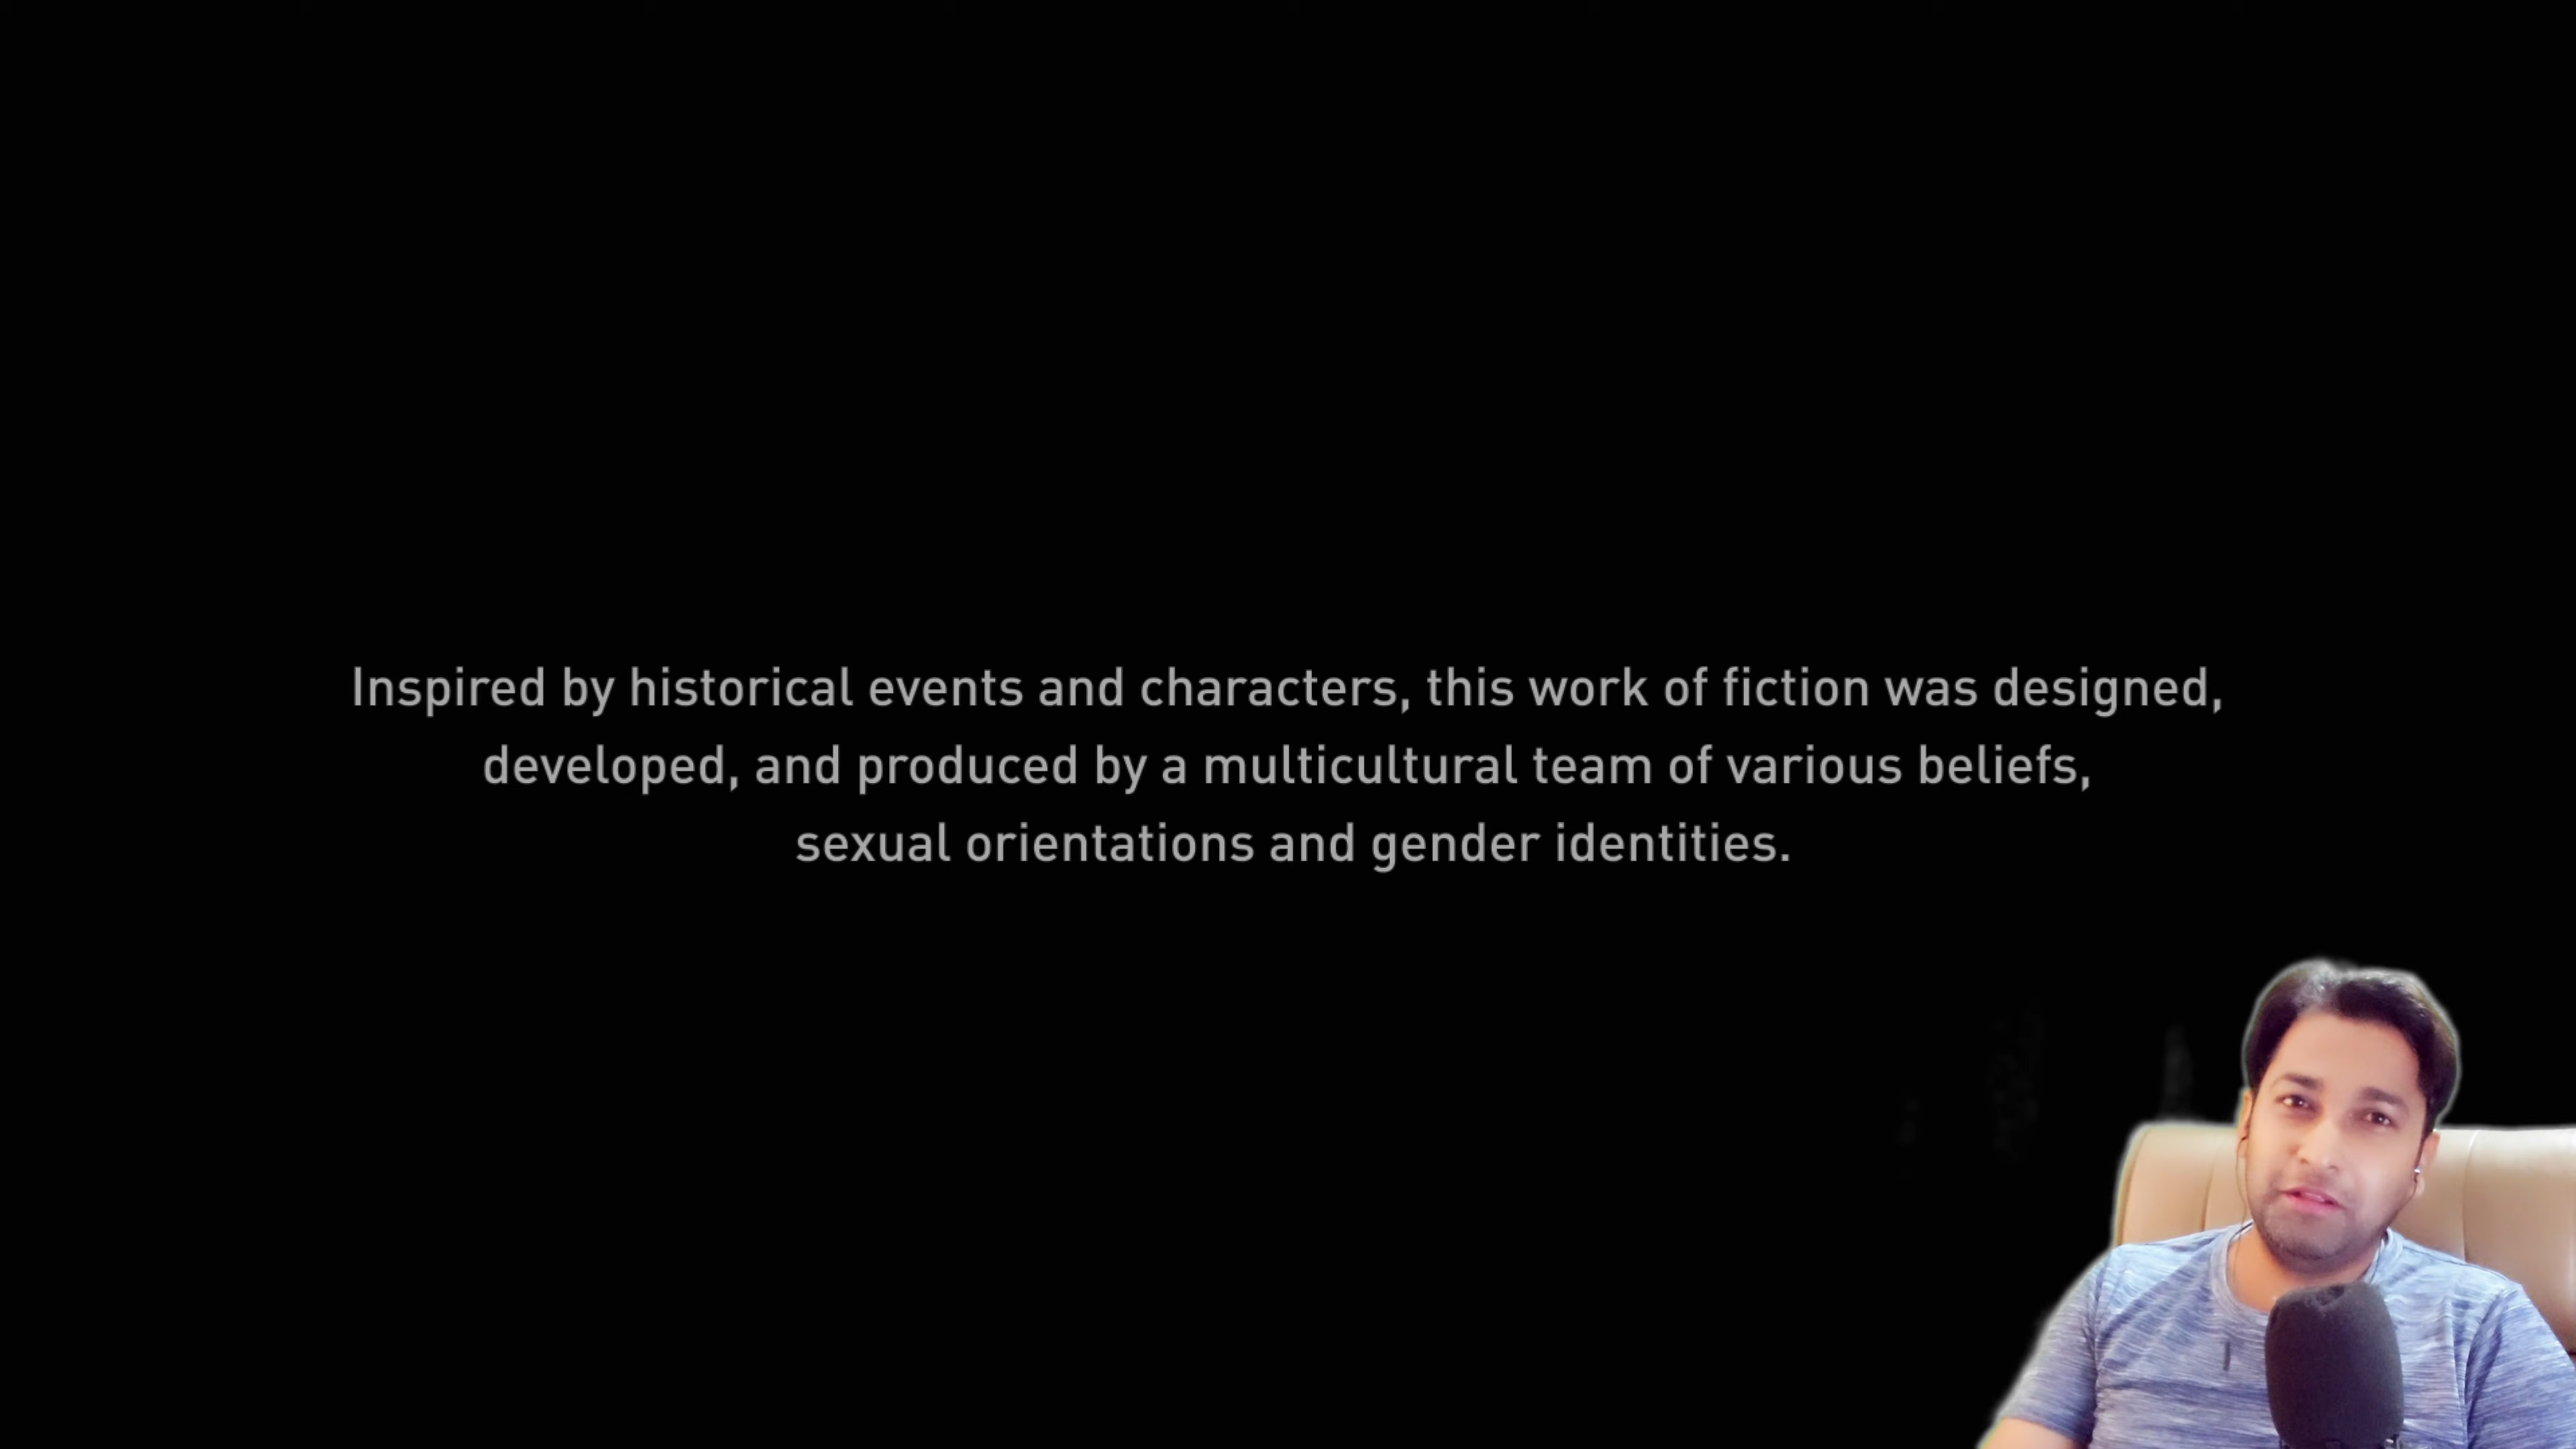 Inspired by historical events and characters, this work of fiction was designed,
developed, and produced by a multicultural team of various beliefs,
sexual orientations and gender identities.